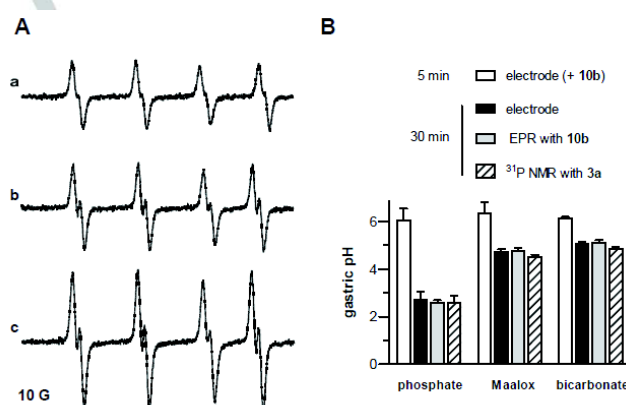 A
a
b
c
10 G
B
5 min
electrode (+ 10b)
30 min
electrode
EPR with 10b
³¹P NMR with 3a
gastric pH
6
4
2
0
phosphate
Maalox
bicarbonate